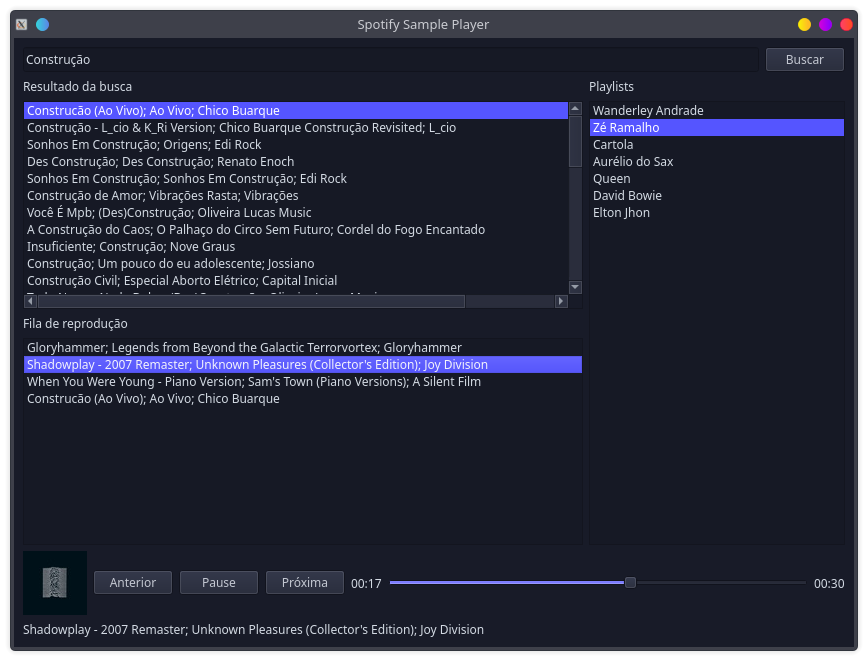 Spotify Sample Player
Construção
Buscar
Resultado da busca
Construcão (Ao Vivo); Ao Vivo; Chico Buarque
Construção - L_cio & K_Ri Version; Chico Buarque Construção Revisited; L_cio
Sonhos Em Construção; Origens; Edi Rock
Des Construção; Des Construção; Renato Enoch
Sonhos Em Construção; Sonhos Em Construção; Edi Rock
Construção de Amor; Vibrações Rasta; Vibrações
Você É Mpb; (Des)Construção; Oliveira Lucas Music
A Construção do Caos; O Palhaço do Circo Sem Futuro; Cordel do Fogo Encantado
Insuficiente; Construção; Nove Graus
Construção; Um pouco do eu adolescente; Jossiano
Construção Civil; Especial Aborto Elétrico; Capital Inicial
Playlists
Wanderley Andrade
Zé Ramalho
Cartola
Aurélio do Sax
Queen
David Bowie
Elton Jhon
Fila de reprodução
Gloryhammer; Legends from Beyond the Galactic Terrorvortex; Gloryhammer
Shadowplay - 2007 Remaster; Unknown Pleasures (Collector's Edition); Joy Division
When You Were Young - Piano Version; Sam's Town (Piano Versions); A Silent Film
Construcão (Ao Vivo); Ao Vivo; Chico Buarque
Anterior
Pause
Próxima
00:17
00:30
Shadowplay - 2007 Remaster; Unknown Pleasures (Collector's Edition); Joy Division